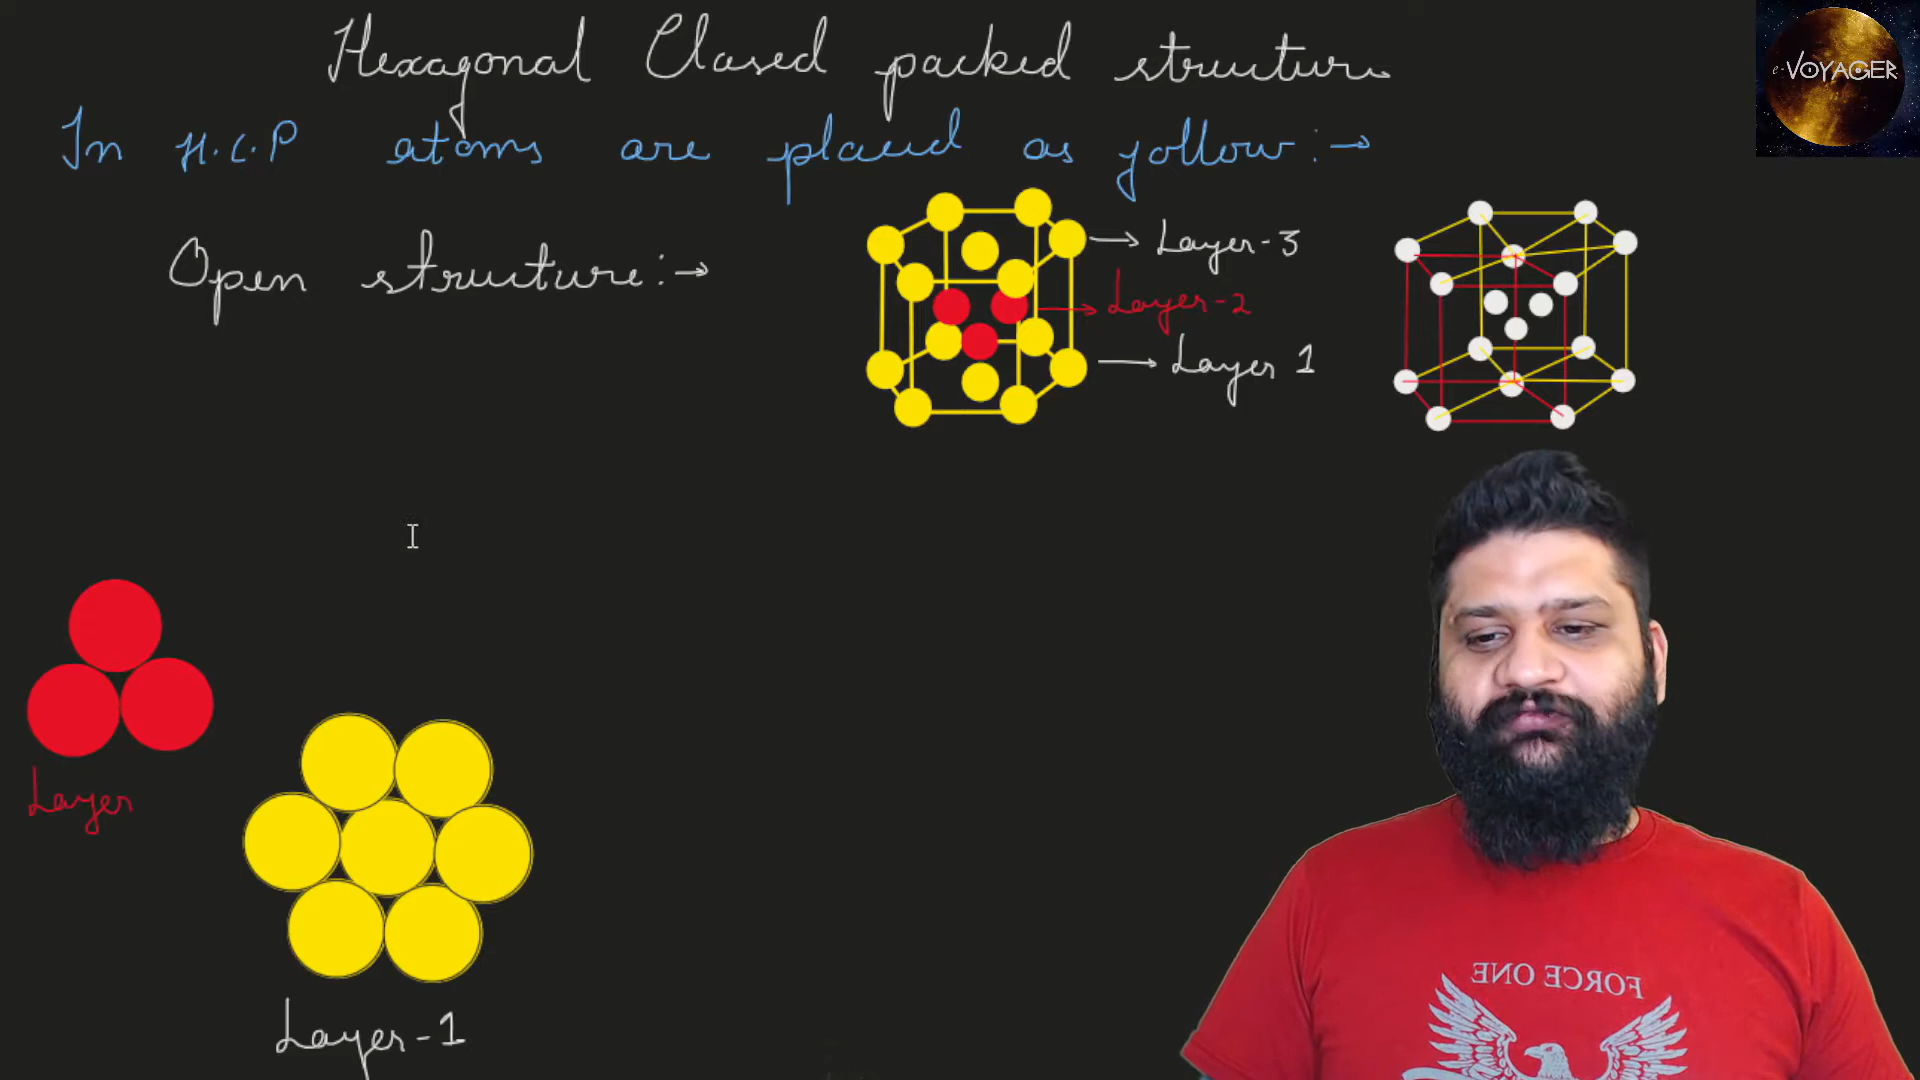 Hexagonal Closed packed structure
In H.C.P atoms are placed as follow:→
Open structure:→
→ Layer-3
→ Layer-2
→ Layer 1
Layer
Layer-1
e-VOYAGER
FORCE ONE